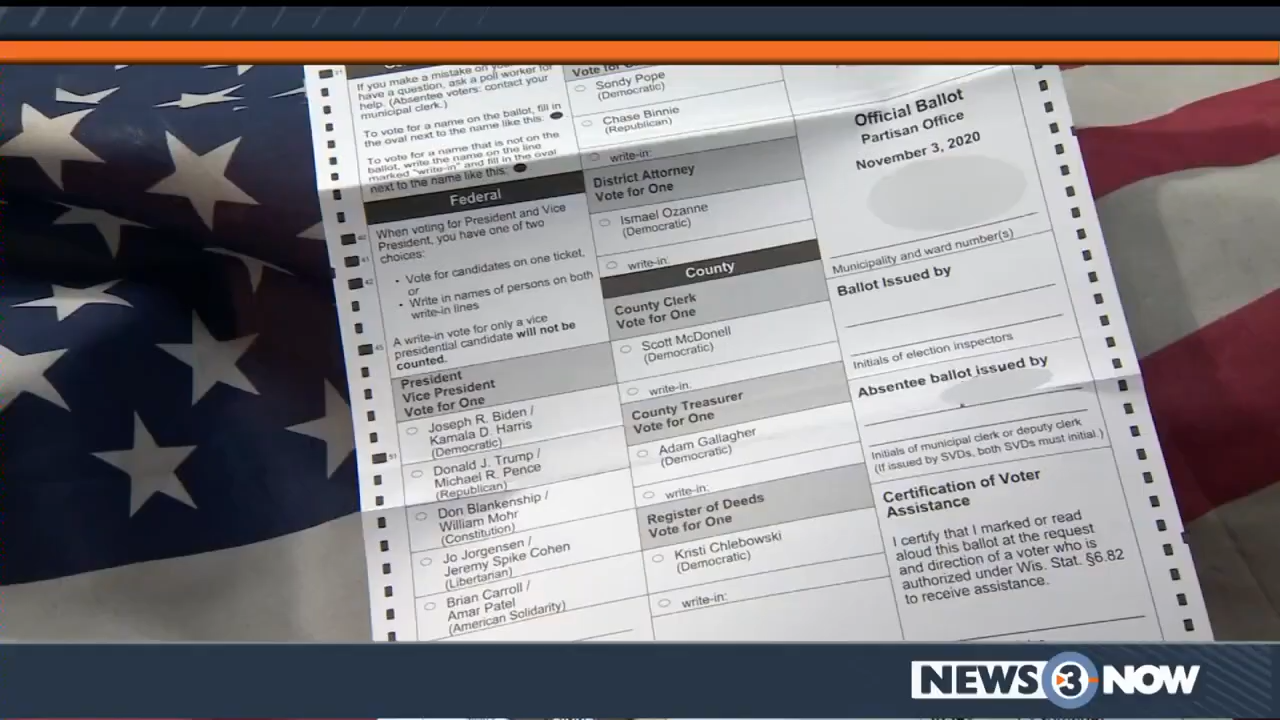 If you make a mistake on
have a question, ask a poll worker for
help. (Absentee voters: contact your
municipal clerk.)
To vote for a name on the ballot, fill in
the oval next to the name like this:
To vote for a name that is not on the
ballot, write the name on the line
marked "write-in" and fill in the oval
next to the name like this:
Federal
When voting for President and Vice
President, you have one of two
choices:
• Vote for candidates on one ticket,
or
• Write in names of persons on both
write-in lines
A write-in vote for only a vice
presidential candidate will not be
counted.
President
Vice President
Vote for One
Joseph R. Biden /
Kamala D. Harris
(Democratic)
Donald J. Trump /
Michael R. Pence
(Republican)
Don Blankenship /
William Mohr
(Constitution)
Jo Jorgensen /
Jeremy Spike Cohen
(Libertarian)
Brian Carroll /
Amar Patel
(American Solidarity)
Vote for
Sondy Pope
(Democratic)
Chase Binnie
(Republican)
write-in:
District Attorney
Vote for One
Ismael Ozanne
(Democratic)
write-in:
County
County Clerk
Vote for One
Scott McDonell
(Democratic)
write-in:
County Treasurer
Vote for One
Adam Gallagher
(Democratic)
write-in:
Register of Deeds
Vote for One
Kristi Chlebowski
(Democratic)
write-in:
Official Ballot
Partisan Office
November 3, 2020
Municipality and ward number(s)
Ballot Issued by
Initials of election inspectors
Absentee ballot issued by
Initials of municipal clerk or deputy clerk
(If issued by SVDs, both SVDs must initial.)
Certification of Voter
Assistance
I certify that I marked or read
aloud this ballot at the request
and direction of a voter who is
authorized under Wis. Stat. §6.82
to receive assistance.
NEWS 3 NOW